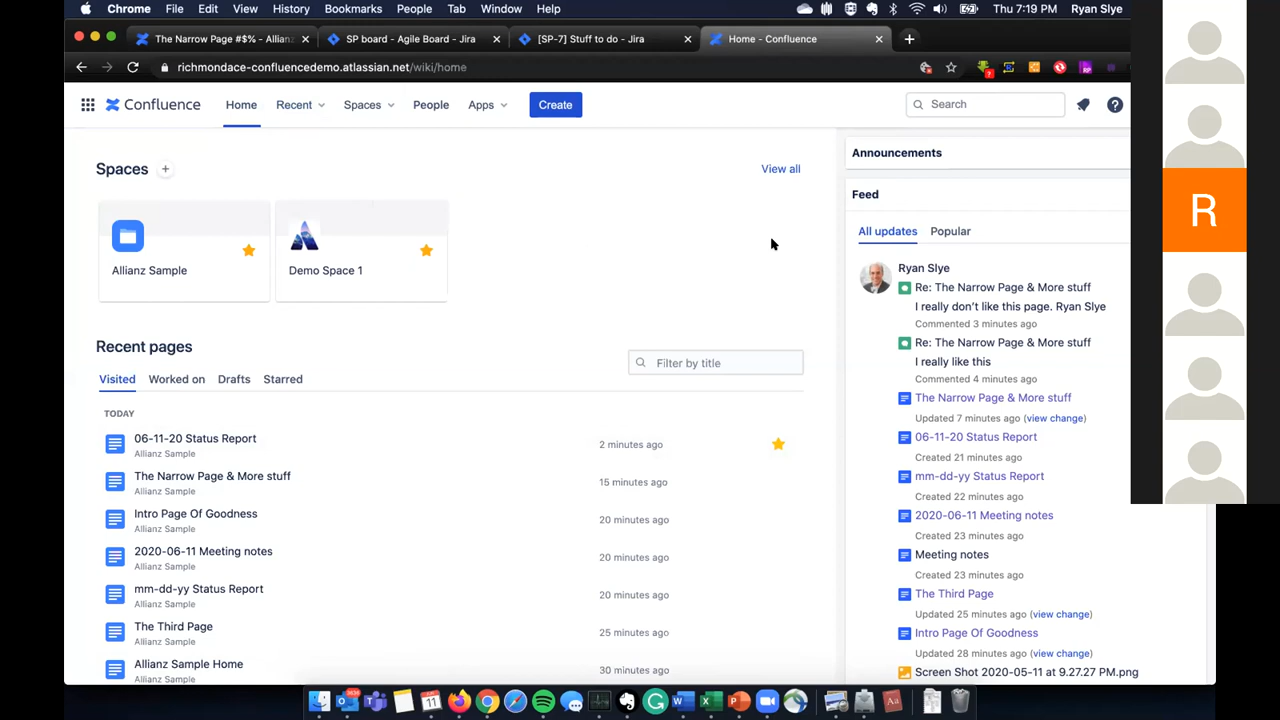 Chrome File Edit View History Bookmarks People Tab Window Help Thu 7:19 PM Ryan Slye
The Narrow Page #$% - Allian
SP board - Agile Board - Jira
[SP-7] Stuff to do - Jira
Home - Confluence
richmondace-confluencedemo.atlassian.net/wiki/home
Confluence Home Recent Spaces People Apps Create Search
Spaces
View all
Allianz Sample
Demo Space 1
Recent pages
Filter by title
Visited Worked on Drafts Starred
TODAY
06-11-20 Status Report 2 minutes ago
Allianz Sample
The Narrow Page & More stuff 15 minutes ago
Allianz Sample
Intro Page Of Goodness 20 minutes ago
Allianz Sample
2020-06-11 Meeting notes 20 minutes ago
Allianz Sample
mm-dd-yy Status Report 20 minutes ago
Allianz Sample
The Third Page 25 minutes ago
Allianz Sample
Allianz Sample Home 30 minutes ago
Announcements
Feed
All updates Popular
Ryan Slye
Re: The Narrow Page & More stuff
I really don't like this page. Ryan Slye
Commented 3 minutes ago
Re: The Narrow Page & More stuff
I really like this
Commented 4 minutes ago
The Narrow Page & More stuff
Updated 7 minutes ago (view change)
06-11-20 Status Report
Created 21 minutes ago
mm-dd-yy Status Report
Created 22 minutes ago
2020-06-11 Meeting notes
Created 23 minutes ago
Meeting notes
Created 23 minutes ago
The Third Page
Updated 25 minutes ago (view change)
Intro Page Of Goodness
Updated 28 minutes ago (view change)
Screen Shot 2020-05-11 at 9.27.27 PM.png
R